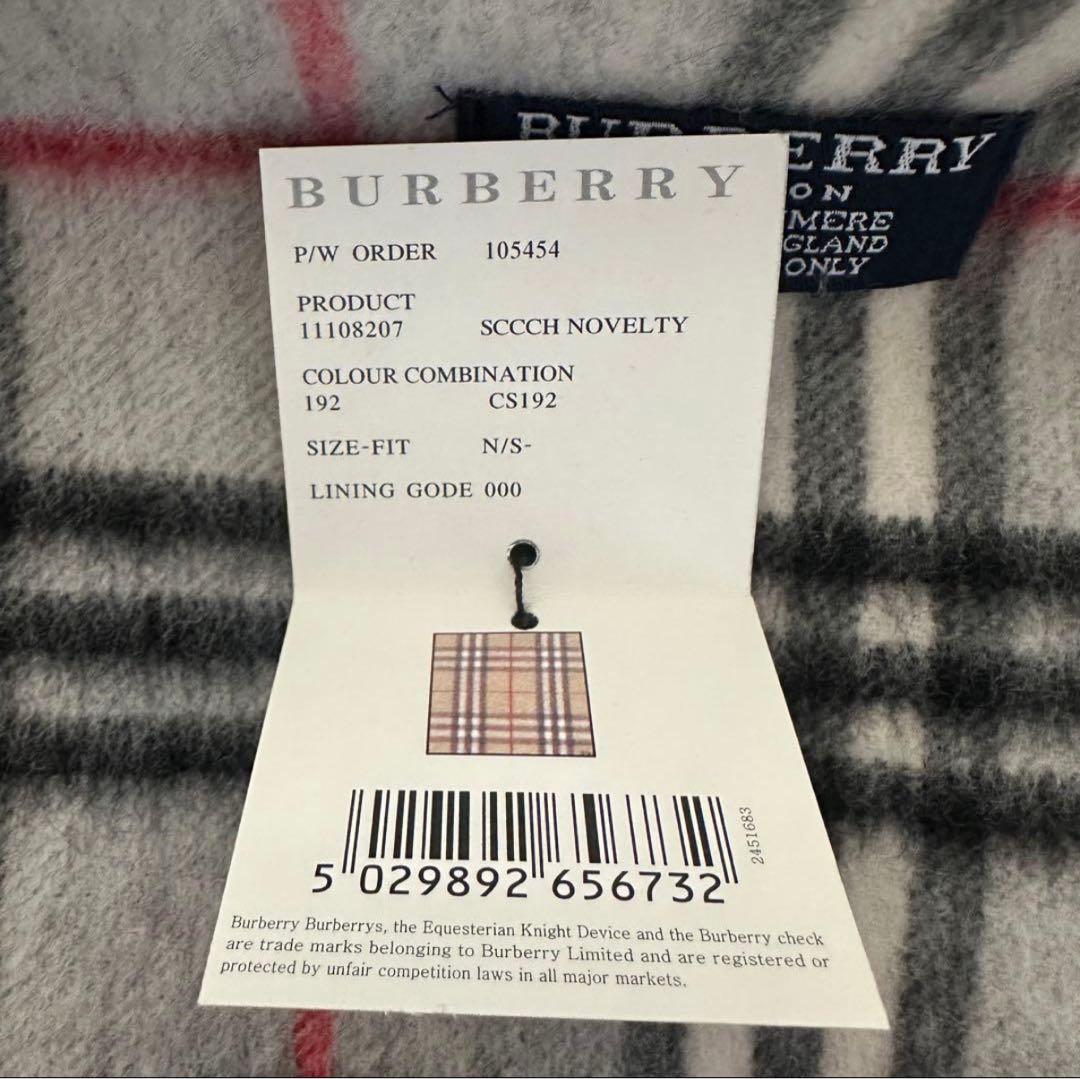 BURBERRY
ON
MERE
GLAND
ONLY
BURBERRY
P/W ORDER 105454
PRODUCT
11108207 SCCCH NOVELTY
COLOUR COMBINATION
192 CS192
SIZE-FIT N/S-
LINING GODE 000
5 029892 656732
2451683
Burberry Burberrys, the Equesterian Knight Device and the Burberry check
are trade marks belonging to Burberry Limited and are registered or
protected by unfair competition laws in all major markets.